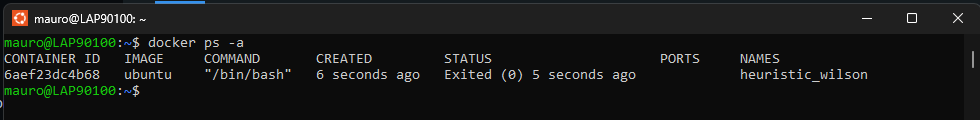 mauro@LAP90100: ~
mauro@LAP90100:~$ docker ps -a
CONTAINER ID   IMAGE     COMMAND       CREATED         STATUS                     PORTS     NAMES
6aef23dc4b68   ubuntu    "/bin/bash"   6 seconds ago   Exited (0) 5 seconds ago             heuristic_wilson
mauro@LAP90100:~$